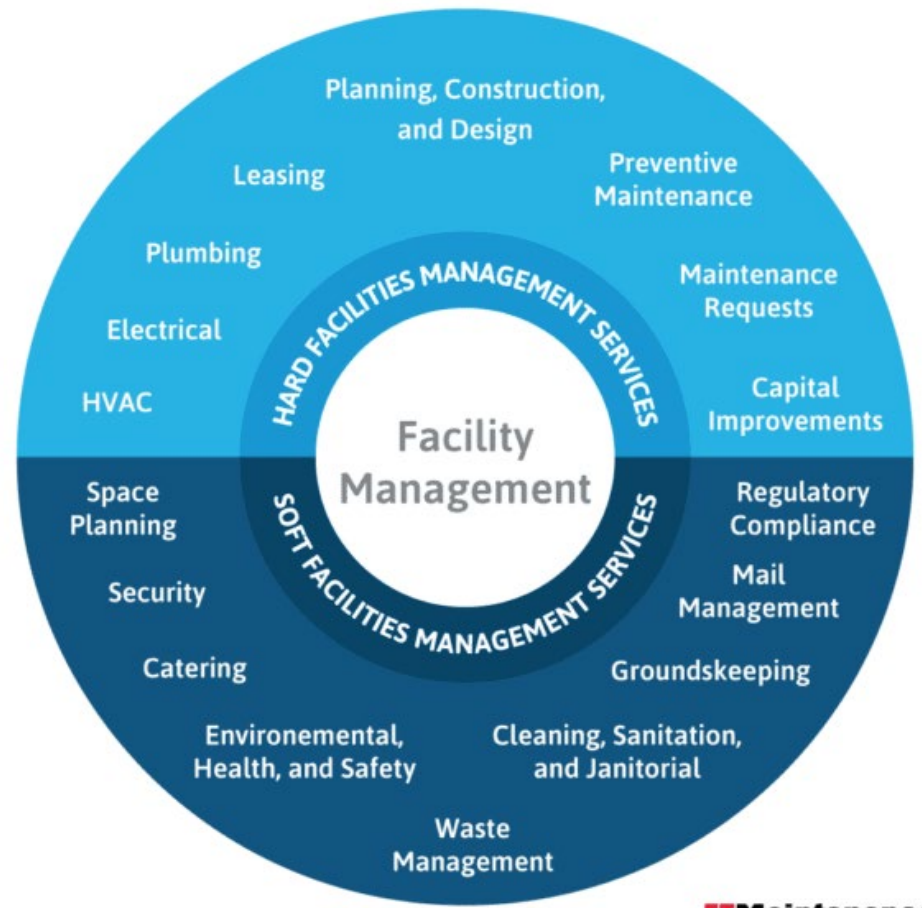 Planning, Construction,
and Design
Leasing
Preventive
Maintenance
Plumbing
Maintenance
Requests
Electrical
HVAC
Capital
Improvements
HARD FACILITIES MANAGEMENT SERVICES
Facility
Management
SOFT FACILITIES MANAGEMENT SERVICES
Space
Planning
Regulatory
Compliance
Security
Mail
Management
Catering
Groundskeeping
Environemental,
Health, and Safety
Cleaning, Sanitation,
and Janitorial
Waste
Management